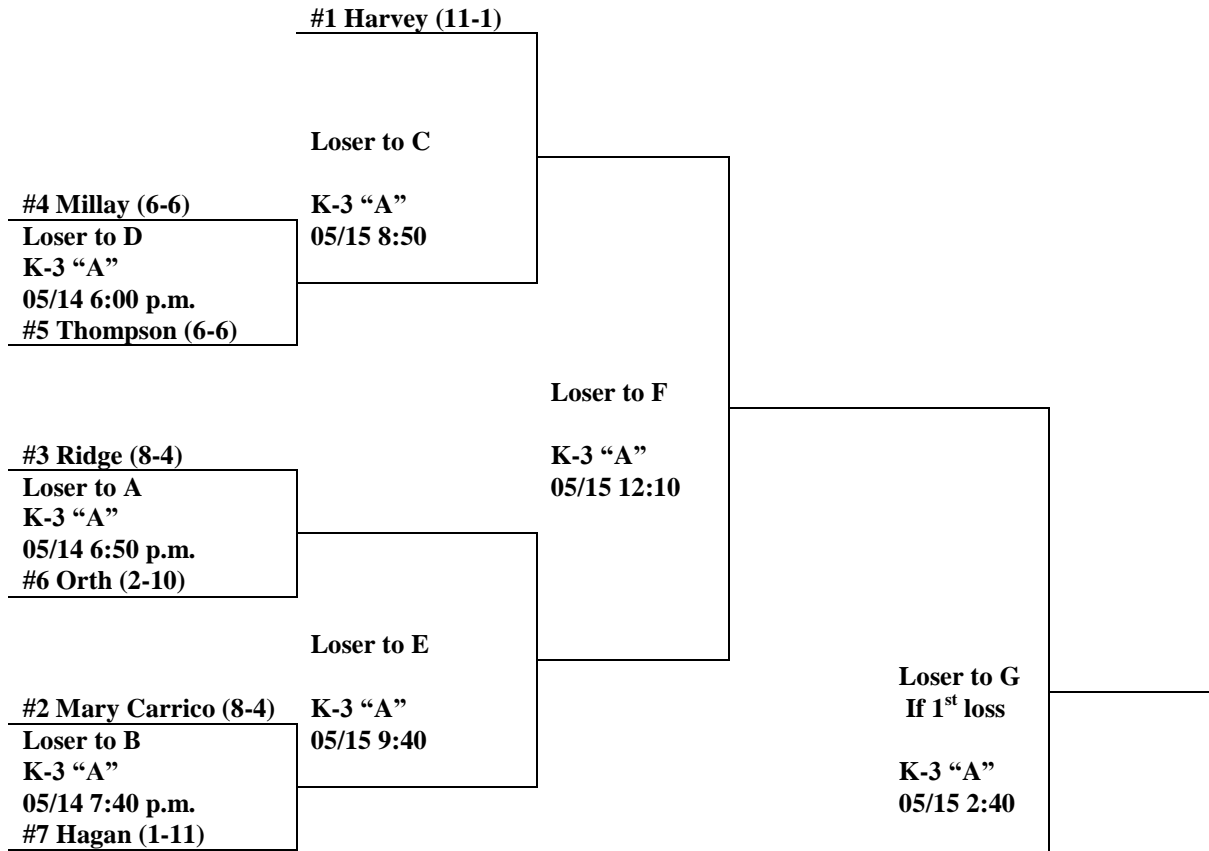 #1 Harvey (11-1)
Loser to C
K-3 “A”
05/15 8:50
#4 Millay (6-6)
Loser to D
K-3 “A”
05/14 6:00 p.m.
#5 Thompson (6-6)
Loser to F
K-3 “A”
05/15 12:10
#3 Ridge (8-4)
Loser to A
K-3 “A”
05/14 6:50 p.m.
#6 Orth (2-10)
Loser to E
K-3 “A”
05/15 9:40
#2 Mary Carrico (8-4)
Loser to B
K-3 “A”
05/14 7:40 p.m.
#7 Hagan (1-11)
Loser to G
If 1st loss
K-3 “A”
05/15 2:40